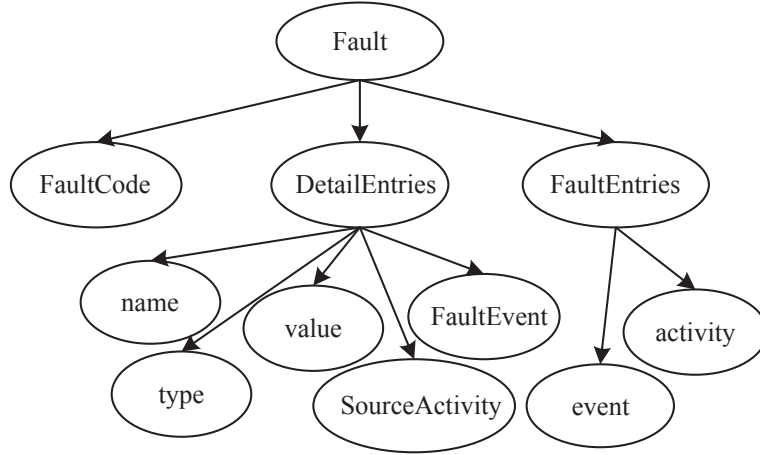 Fault
FaultCode
DetailEntries
FaultEntries
name
type
value
SourceActivity
FaultEvent
event
activity